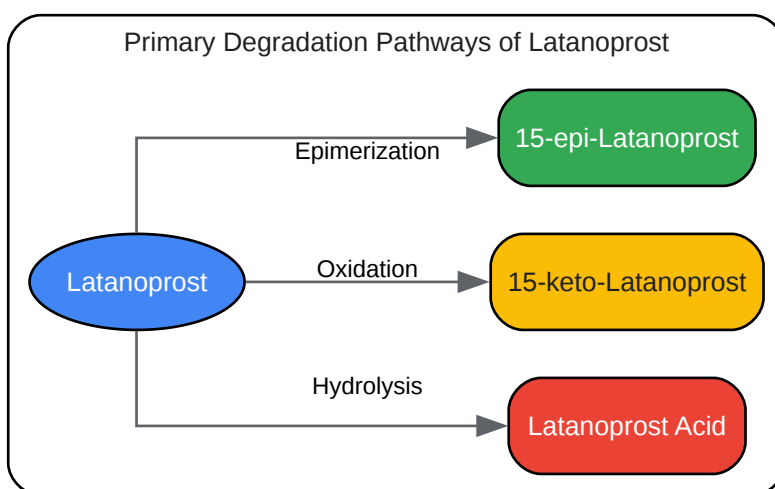 Primary Degradation Pathways of Latanoprost
15-epi-Latanoprost
Epimerization
Latanoprost
Oxidation
15-keto-Latanoprost
Hydrolysis
Latanoprost Acid